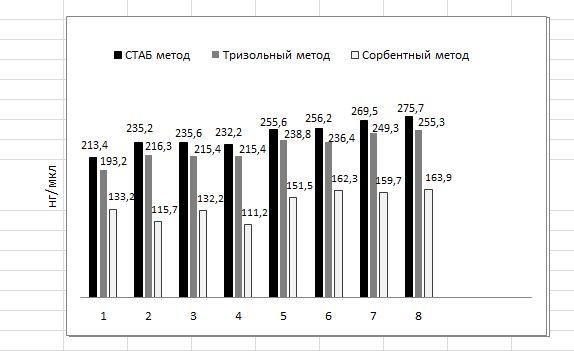 СТАБ метод Тризольный метод Сорбентный метод
нг/мкл
213,4 193,2 133,2
235,2 216,3 115,7
235,6 215,4 132,2
232,2 215,4 111,2
255,6 238,8 151,5
256,2 236,4 162,3
269,5 249,3 159,7
275,7 255,3 163,9
1 2 3 4 5 6 7 8